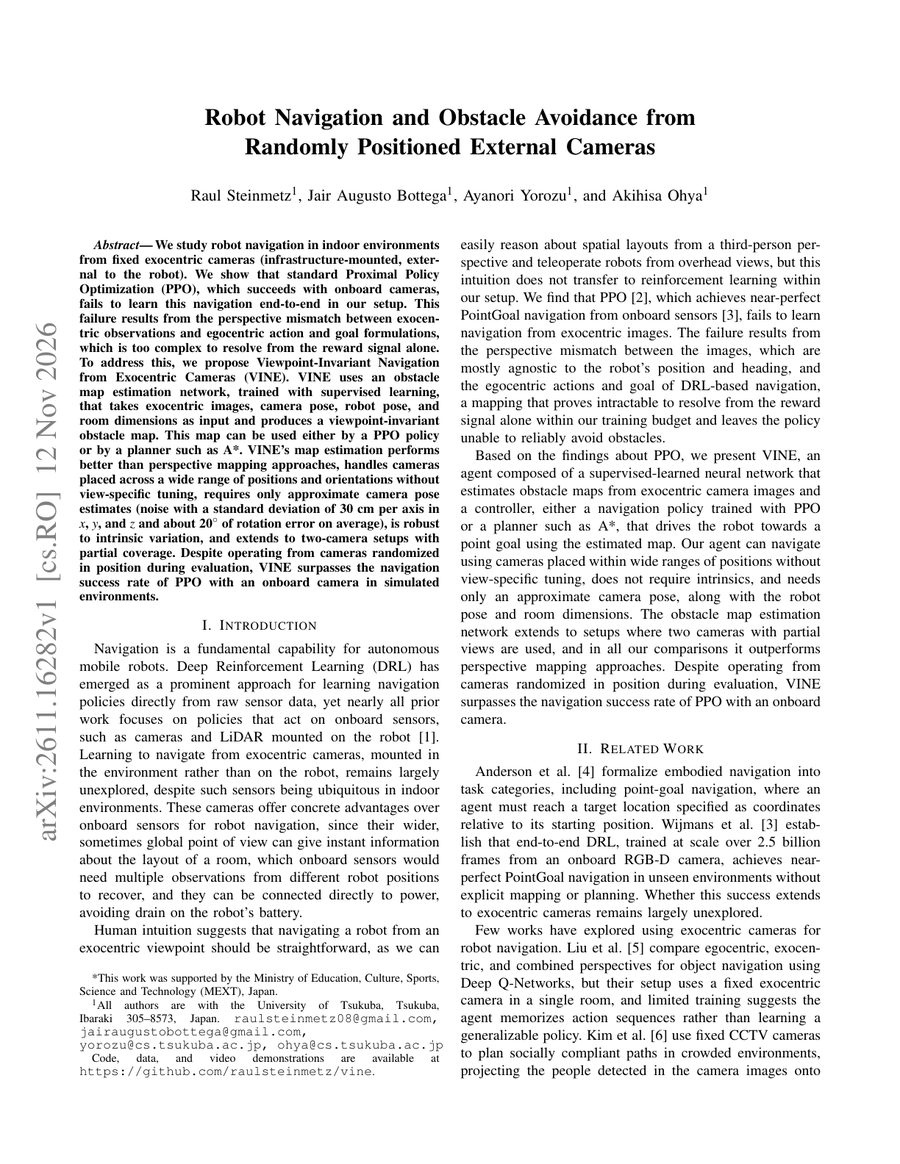 Robot Navigation and Obstacle Avoidance from
Randomly Positioned External Cameras
Raul Steinmetz1, Jair Augusto Bottega1, Ayanori Yorozu1, and Akihisa Ohya1
arXiv:2611.16282v1 [cs.RO] 12 Nov 2026
Abstract— We study robot navigation in indoor environments
from fixed exocentric cameras (infrastructure-mounted, exter-
nal to the robot). We show that standard Proximal Policy
Optimization (PPO), which succeeds with onboard cameras,
fails to learn this navigation end-to-end in our setup. This
failure results from the perspective mismatch between exocen-
tric observations and egocentric action and goal formulations,
which is too complex to resolve from the reward signal alone.
To address this, we propose Viewpoint-Invariant Navigation
from Exocentric Cameras (VINE). VINE uses an obstacle
map estimation network, trained with supervised learning,
that takes exocentric images, camera pose, robot pose, and
room dimensions as input and produces a viewpoint-invariant
obstacle map. This map can be used either by a PPO policy
or by a planner such as A*. VINE's map estimation performs
better than perspective mapping approaches, handles cameras
placed across a wide range of positions and orientations without
view-specific tuning, requires only approximate camera pose
estimates (noise with a standard deviation of 30 cm per axis in
x, y, and z and about 20° of rotation error on average), is robust
to intrinsic variation, and extends to two-camera setups with
partial coverage. Despite operating from cameras randomized
in position during evaluation, VINE surpasses the navigation
success rate of PPO with an onboard camera in simulated
environments.
I. INTRODUCTION
Navigation is a fundamental capability for autonomous
mobile robots. Deep Reinforcement Learning (DRL) has
emerged as a prominent approach for learning navigation
policies directly from raw sensor data, yet nearly all prior
work focuses on policies that act on onboard sensors,
such as cameras and LiDAR mounted on the robot [1].
Learning to navigate from exocentric cameras, mounted in
the environment rather than on the robot, remains largely
unexplored, despite such sensors being ubiquitous in indoor
environments. These cameras offer concrete advantages over
onboard sensors for robot navigation, since their wider,
sometimes global point of view can give instant information
about the layout of a room, which onboard sensors would
need multiple observations from different robot positions
to recover, and they can be connected directly to power,
avoiding drain on the robot's battery.
Human intuition suggests that navigating a robot from an
exocentric viewpoint should be straightforward, as we can
*This work was supported by the Ministry of Education, Culture, Sports,
Science and Technology (MEXT), Japan.
1All authors are with the University of Tsukuba, Tsukuba,
Ibaraki 305–8573, Japan. raulsteinmetz08@gmail.com,
jairaugustobottega@gmail.com,
yorozu@cs.tsukuba.ac.jp, ohya@cs.tsukuba.ac.jp
Code, data, and video demonstrations are available at
https://github.com/raulsteinmetz/vine.
easily reason about spatial layouts from a third-person per-
spective and teleoperate robots from overhead views, but this
intuition does not transfer to reinforcement learning within
our setup. We find that PPO [2], which achieves near-perfect
PointGoal navigation from onboard sensors [3], fails to learn
navigation from exocentric images. The failure results from
the perspective mismatch between the images, which are
mostly agnostic to the robot's position and heading, and
the egocentric actions and goal of DRL-based navigation,
a mapping that proves intractable to resolve from the reward
signal alone within our training budget and leaves the policy
unable to reliably avoid obstacles.
Based on the findings about PPO, we present VINE, an
agent composed of a supervised-learned neural network that
estimates obstacle maps from exocentric camera images and
a controller, either a navigation policy trained with PPO
or a planner such as A*, that drives the robot towards a
point goal using the estimated map. Our agent can navigate
using cameras placed within wide ranges of positions without
view-specific tuning, does not require intrinsics, and needs
only an approximate camera pose, along with the robot
pose and room dimensions. The obstacle map estimation
network extends to setups where two cameras with partial
views are used, and in all our comparisons it outperforms
perspective mapping approaches. Despite operating from
cameras randomized in position during evaluation, VINE
surpasses the navigation success rate of PPO with an onboard
camera.
II. RELATED WORK
Anderson et al. [4] formalize embodied navigation into
task categories, including point-goal navigation, where an
agent must reach a target location specified as coordinates
relative to its starting position. Wijmans et al. [3] estab-
lish that end-to-end DRL, trained at scale over 2.5 billion
frames from an onboard RGB-D camera, achieves near-
perfect PointGoal navigation in unseen environments without
explicit mapping or planning. Whether this success extends
to exocentric cameras remains largely unexplored.
Few works have explored using exocentric cameras for
robot navigation. Liu et al. [5] compare egocentric, exocen-
tric, and combined perspectives for object navigation using
Deep Q-Networks, but their setup uses a fixed exocentric
camera in a single room, and limited training suggests the
agent memorizes action sequences rather than learning a
generalizable policy. Kim et al. [6] use fixed CCTV cameras
to plan socially compliant paths in crowded environments,
projecting the people detected in the camera images onto